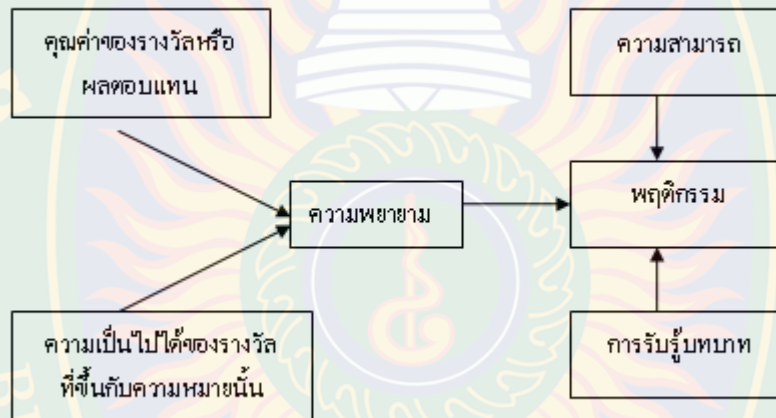 คุณค่าของรางวัลหรือ
ผลตอบแทน
ความสามารถ
ความพยายาม
พฤติกรรม
ความเป็นไปได้ของรางวัล
ที่ขึ้นกับความหมายนั้น
การรับรู้บทบาท